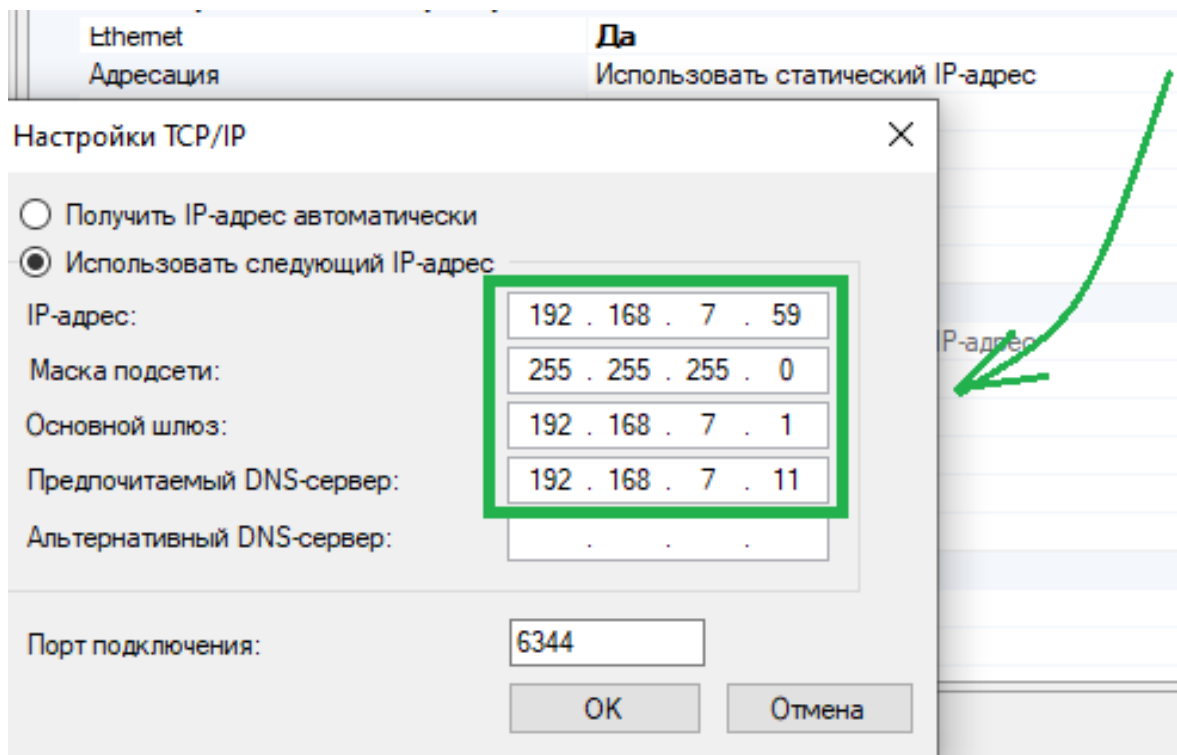 Ethernet Да
Адресация Использовать статический IP-адрес
Настройки TCP/IP
Получить IP-адрес автоматически
Использовать следующий IP-адрес
IP-адрес: 192 . 168 . 7 . 59
IP-адрес
Маска подсети: 255 . 255 . 255 . 0
Основной шлюз: 192 . 168 . 7 . 1
Предпочитаемый DNS-сервер: 192 . 168 . 7 . 11
Альтернативный DNS-сервер: . . .
Порт подключения: 6344
OK Отмена